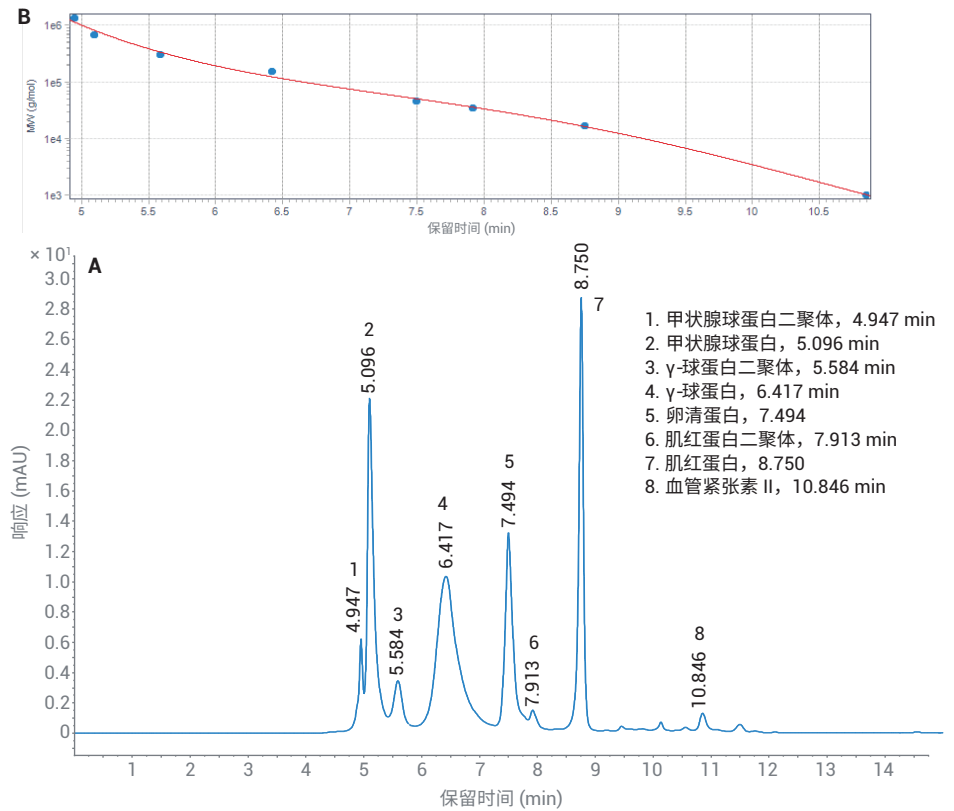 B
1e6
1e5
1e4
1e3
MW (g/mol)
5 5.5 6 6.5 7 7.5 8 8.5 9 9.5 10 10.5
保留时间 (min)
× 10¹
A
3.0
2.8
2.6
2.4
2.2
2.0
1.8
1.6
1.4
1.2
1.0
0.8
0.6
0.4
0.2
0
响应 (mAU)
4.947 1
5.096 2
5.584 3
6.417 4
7.494 5
7.913 6
8.750 7
10.846 8
1. 甲状腺球蛋白二聚体，4.947 min
2. 甲状腺球蛋白，5.096 min
3. γ-球蛋白二聚体，5.584 min
4. γ-球蛋白，6.417 min
5. 卵清蛋白，7.494
6. 肌红蛋白二聚体，7.913 min
7. 肌红蛋白，8.750
8. 血管紧张素 II，10.846 min
1 2 3 4 5 6 7 8 9 10 11 12 13 14
保留时间 (min)